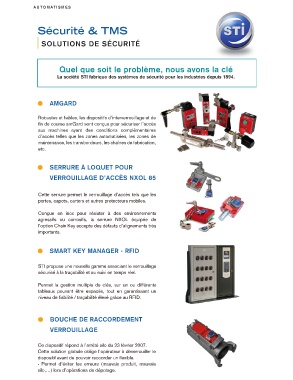 AUTOMATISMES
Sécurité & TMS
SOLUTIONS DE SÉCURITÉ
STi
Quel que soit le problème, nous avons la clé
La société STI fabrique des systèmes de sécurité pour les industries depuis 1894.
AMGARD
Robustes et fiables, les dispositifs d'interverrouillage et de
fin de course amGard sont conçus pour sécuriser l'accès
aux machines ayant des conditions complémentaires
d'accès telles que les zones automatisées, les zones de
maintenance, les transbordeurs, les chaînes de fabrication,
etc.
SERRURE À LOQUET POUR
VERROUILLAGE D'ACCÈS NXOL 65
Cette serrure permet le verrouillage d'accès tels que les
portes, capots, carters et autres protecteurs mobiles.
Conçue en inox pour résister à des environnements
agressifs ou corrosifs, la serrure NXOL équipée de
l'option Chain Key accepte des défauts d'alignements très
importants.
SMART KEY MANAGER - RFID
STI propose une nouvelle gamme associant le verrouillage
sécurisé à la traçabilité et au suivi en temps réel.
Permet la gestion multiple de clés, sur un ou différents
tableaux pouvant être espacés, tout en garantissant un
niveau de fiabilité / traçabilité élevé grâce au RFID.
BOUCHE DE RACCORDEMENT
VERROUILLAGE
Ce dispositif répond à l'arrêté silo du 23 février 2007.
Cette solution globale oblige l'opérateur à démonter le
dispositif avant de pouvoir raccorder un flexible.
- Permet d'éviter les erreurs (mauvais produit, mauvais
silo,...) lors d'opérations de dépotage.